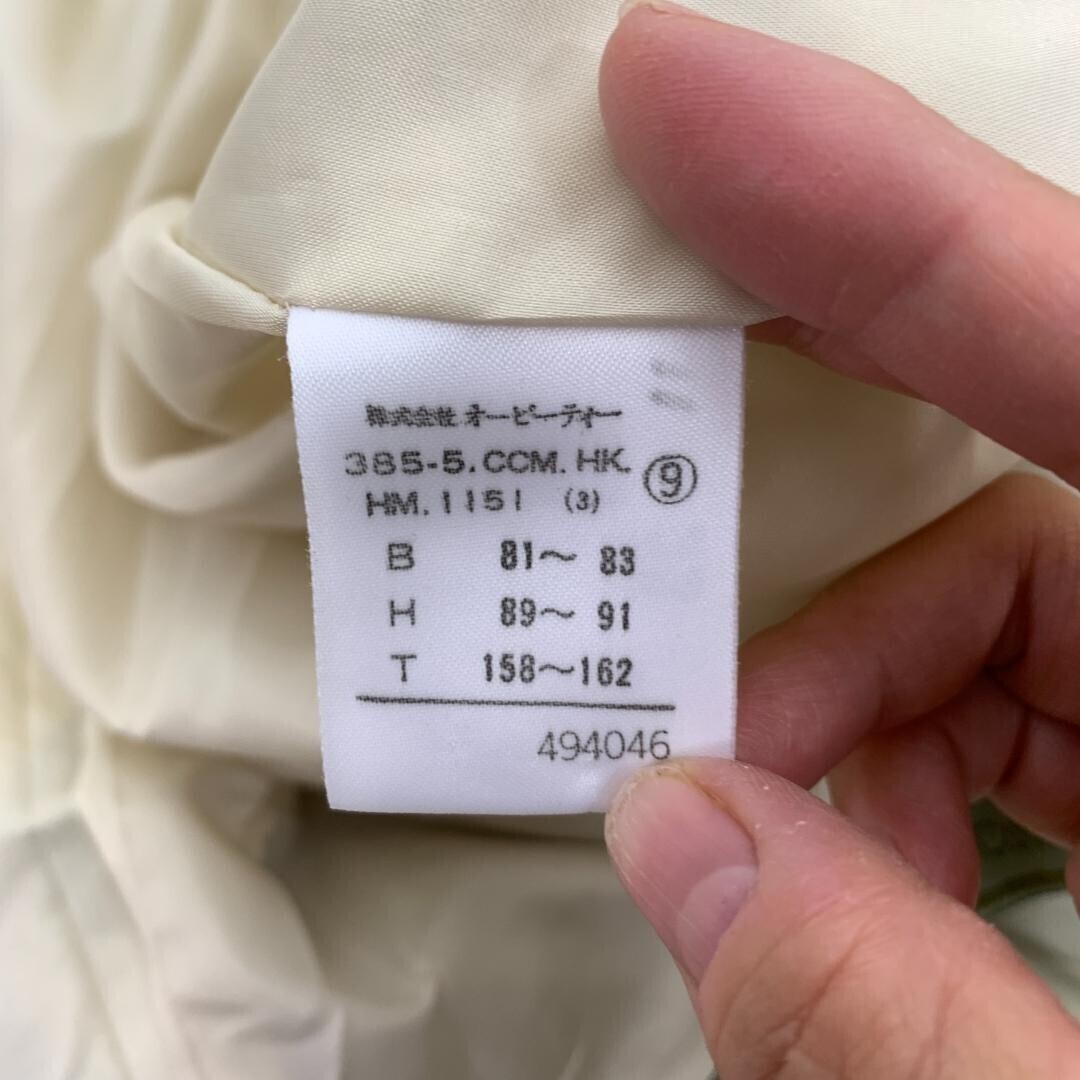 株式会社 オーピーティー
385-5. CCM. HK.
⑨
HM. 1151 (3)
B 81～ 83
H 89～ 91
T 158～162
494046